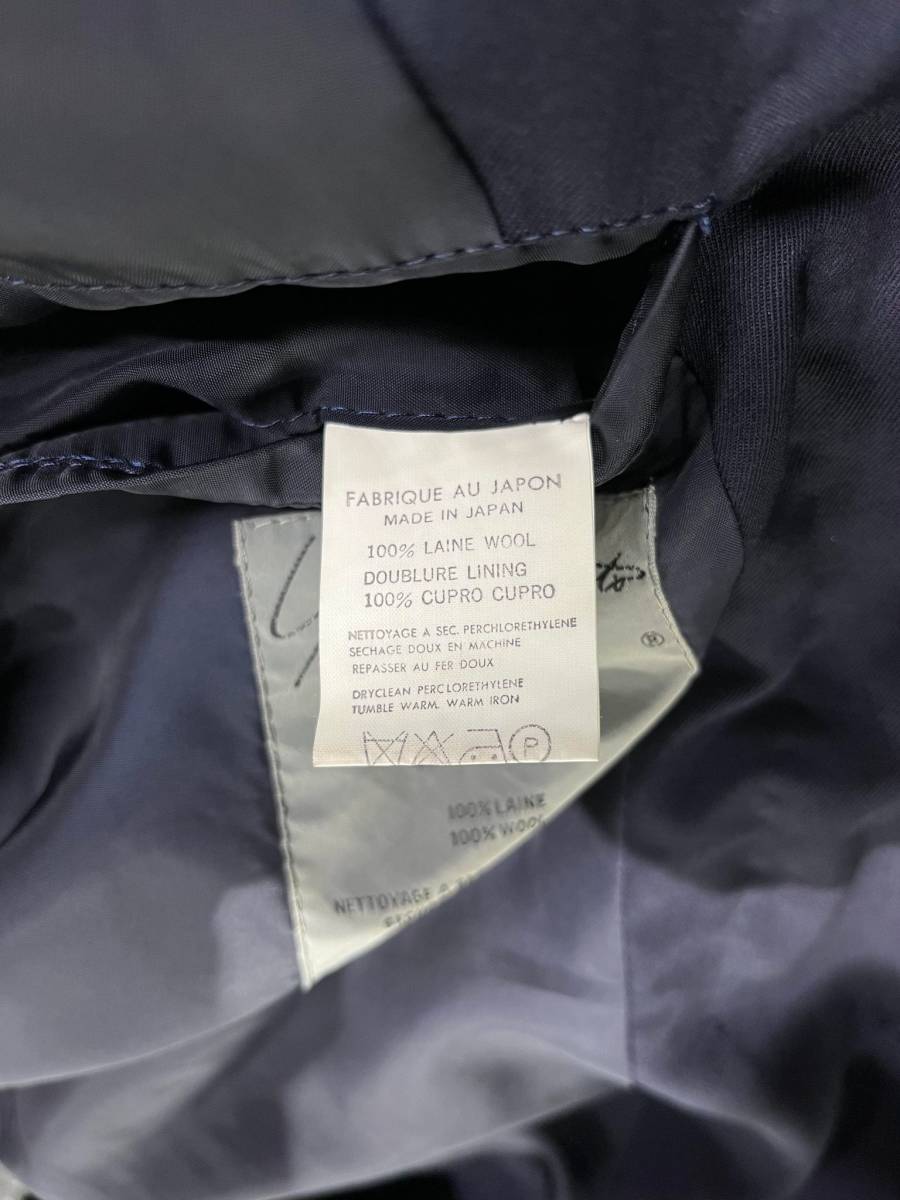 FABRIQUE AU JAPON
MADE IN JAPAN
100% LAINE WOOL
DOUBLURE LINING
100% CUPRO CUPRO
NETTOYAGE A SEC. PERCHLORETHYLENE
SECHAGE DOUX EN MACHINE
REPASSER AU FER DOUX
DRYCLEAN PERCLORETHYLENE
TUMBLE WARM. WARM IRON
P
®
100% LAINE
100% WOOL
NETTOYAGE A